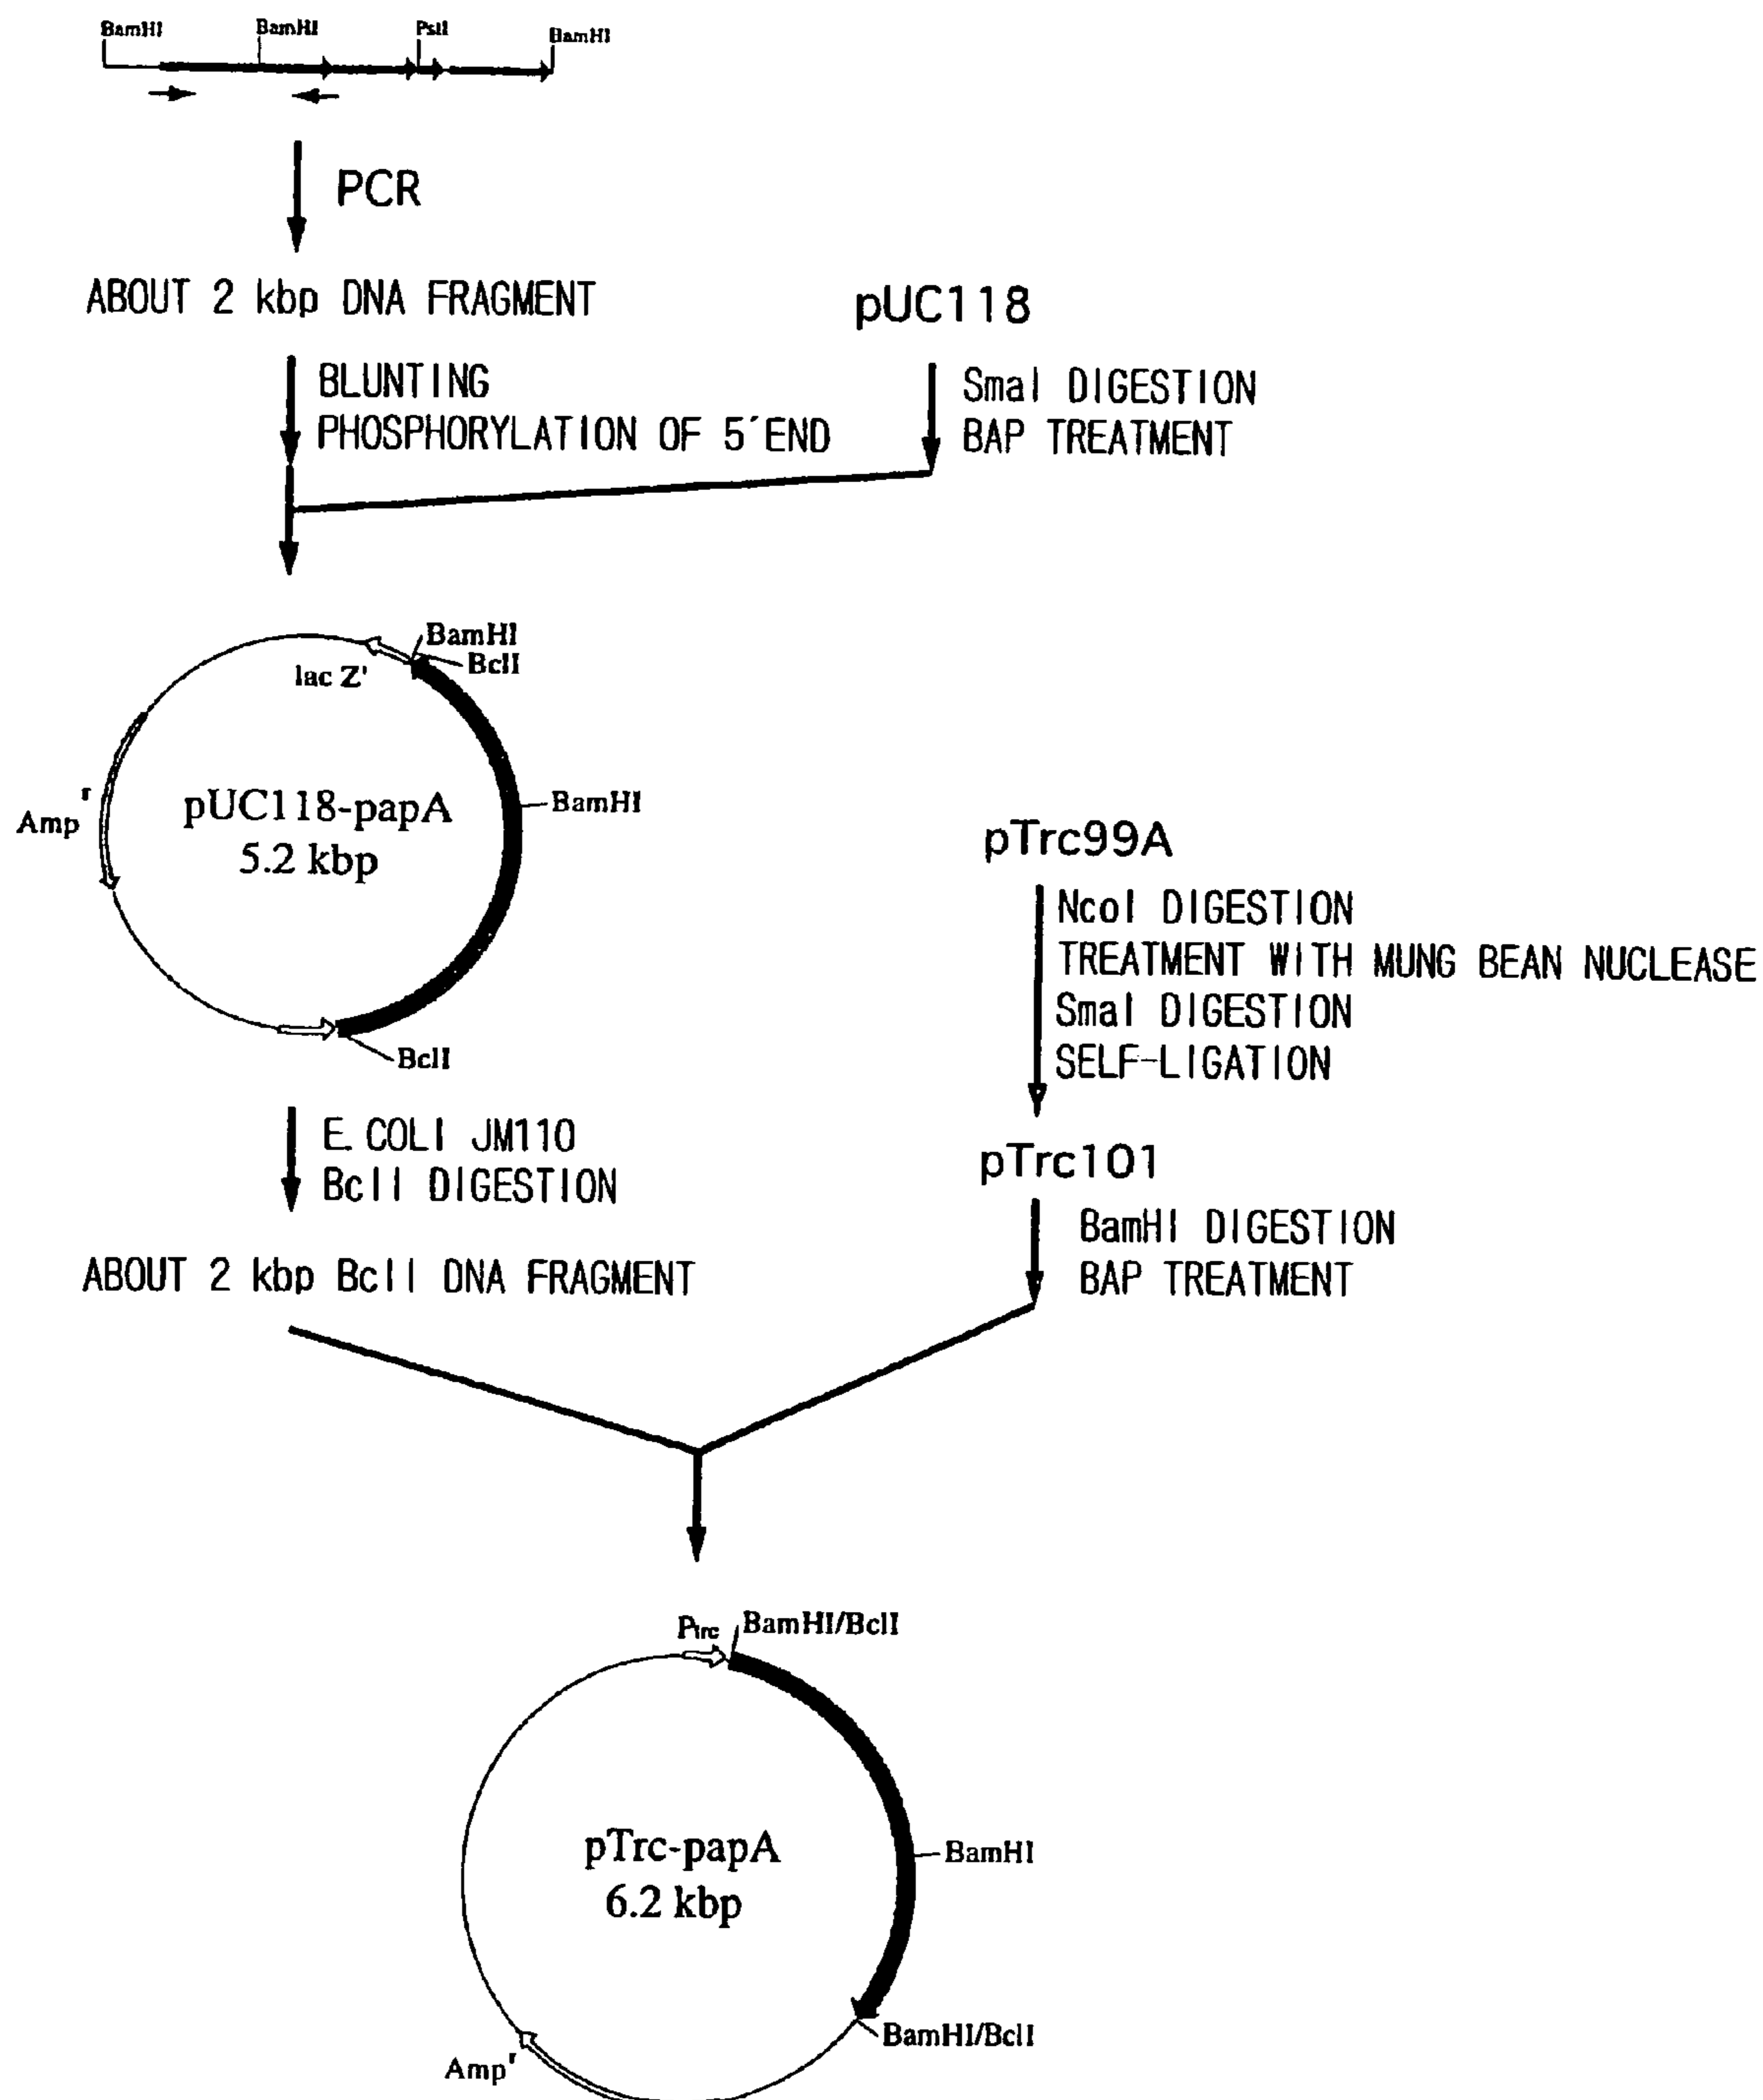 BamHI BamHI PstI BamHI
PCR
ABOUT 2 kbp DNA FRAGMENT
pUC118
BLUNTING
PHOSPHORYLATION OF 5´END
SmaI DIGESTION
BAP TREATMENT
BamHI
BclI
lac Z'
BamHI
pUC118-papA
5.2 kbp
Amp r
BclI
pTrc99A
NcoI DIGESTION
TREATMENT WITH MUNG BEAN NUCLEASE
SmaI DIGESTION
SELF-LIGATION
E. COLI JM110
BclI DIGESTION
pTrc101
BamHI DIGESTION
BAP TREATMENT
ABOUT 2 kbp BclI DNA FRAGMENT
Ptrc BamHI/BclI
BamHI
pTrc-papA
6.2 kbp
BamHI/BclI
Amp r